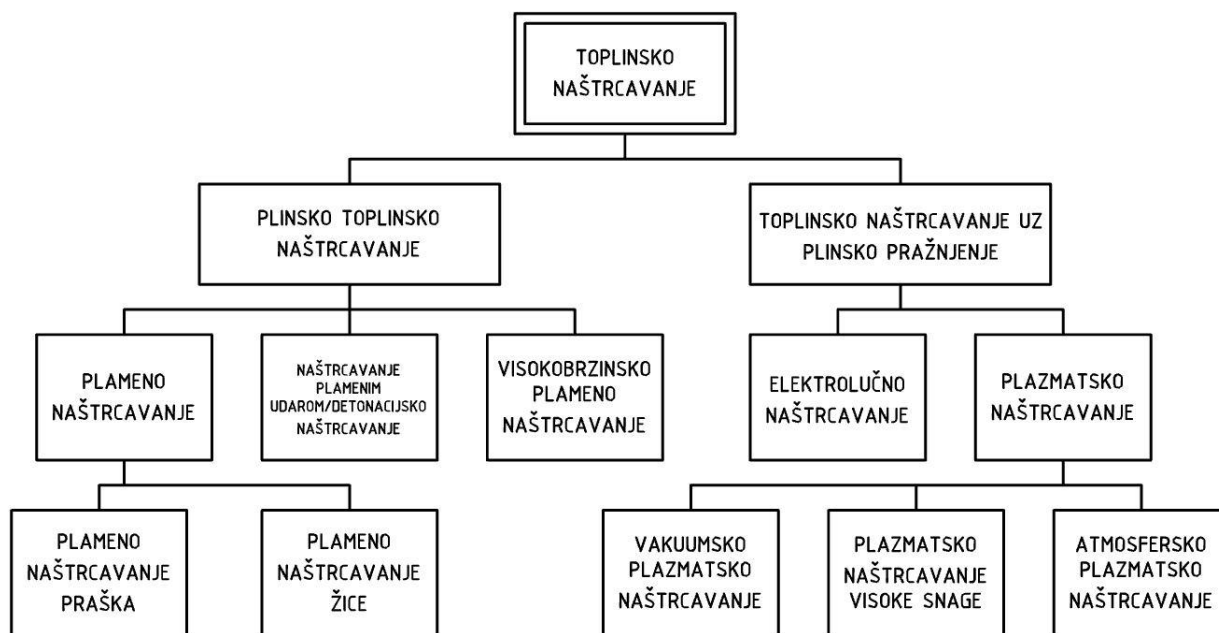 TOPLINSKO
NAŠTRCAVANJE
PLINSKO TOPLINSKO
NAŠTRCAVANJE
TOPLINSKO NAŠTRCAVANJE UZ
PLINSKO PRAŽNJENJE
PLAMENO
NAŠTRCAVANJE
NAŠTRCAVANJE
PLAMENIM
UDAROM/DETONACIJSKO
NAŠTRCAVANJE
VISOKOBRZINSKO
PLAMENO
NAŠTRCAVANJE
ELEKTROLUČNO
NAŠTRCAVANJE
PLAZMATSKO
NAŠTRCAVANJE
PLAMENO
NAŠTRCAVANJE
PRAŠKA
PLAMENO
NAŠTRCAVANJE
ŽICE
VAKUUMSKO
PLAZMATSKO
NAŠTRCAVANJE
PLAZMATSKO
NAŠTRCAVANJE
VISOKE SNAGE
ATMOSFERSKO
PLAZMATSKO
NAŠTRCAVANJE